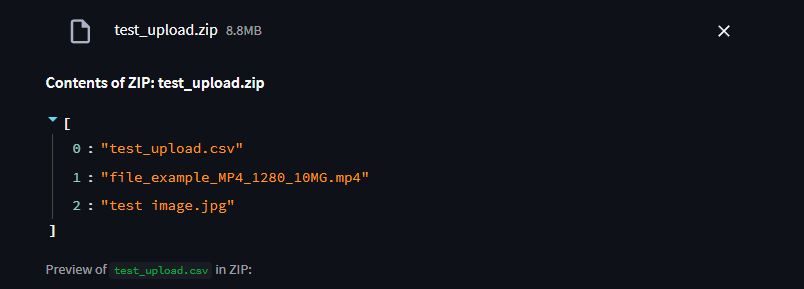 test_upload.zip 8.8MB
Contents of ZIP: test_upload.zip
[
0 : "test_upload.csv"
1 : "file_example_MP4_1280_10MG.mp4"
2 : "test image.jpg"
]
Preview of test_upload.csv in ZIP: